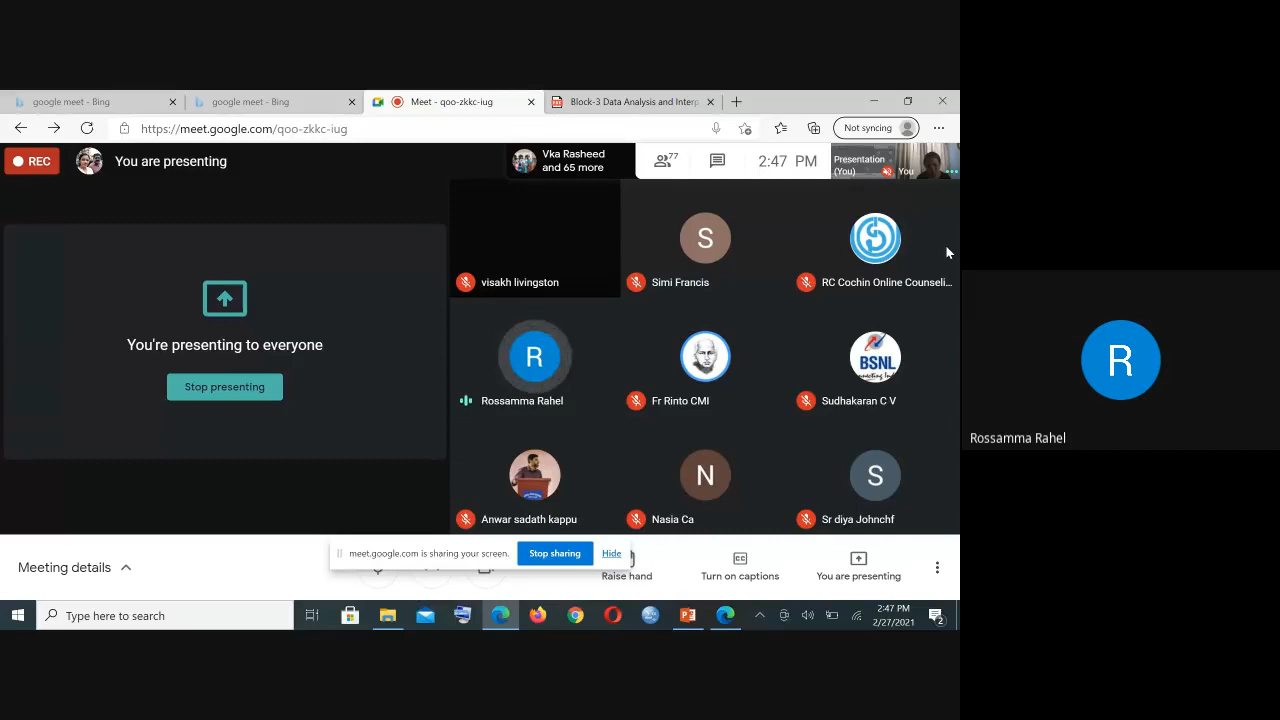 google meet - Bing
google meet - Bing
Meet - qoo-zkkc-iug
Block-3 Data Analysis and Interp
https://meet.google.com/qoo-zkkc-iug
Not syncing
REC
You are presenting
Vka Rasheed
and 65 more
77
2:47 PM
Presentation
(You)
You
You're presenting to everyone
Stop presenting
visakh livingston
S
Simi Francis
RC Cochin Online Counseli...
R
Rossamma Rahel
Fr Rinto CMI
BSNL
Sudhakaran C V
Anwar sadath kappu
N
Nasia Ca
S
Sr diya Johnchf
R
Rossamma Rahel
Meeting details
meet.google.com is sharing your screen.
Stop sharing
Hide
Raise hand
Turn on captions
You are presenting
Type here to search
2:47 PM
2/27/2021
2